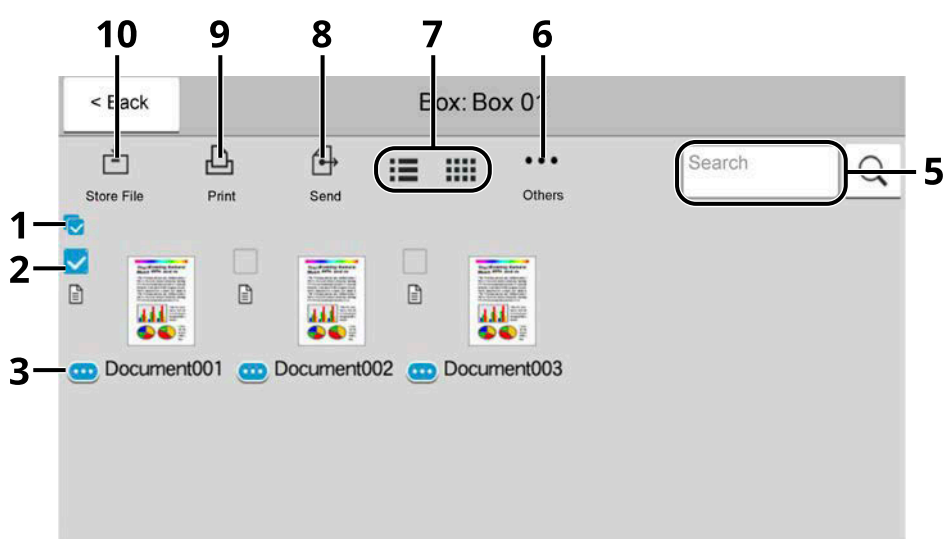 10 9 8 7 6
< Back
Box: Box 01
Search
5
Store File
Print
Send
Others
1
2
3
Document001
Document002
Document003